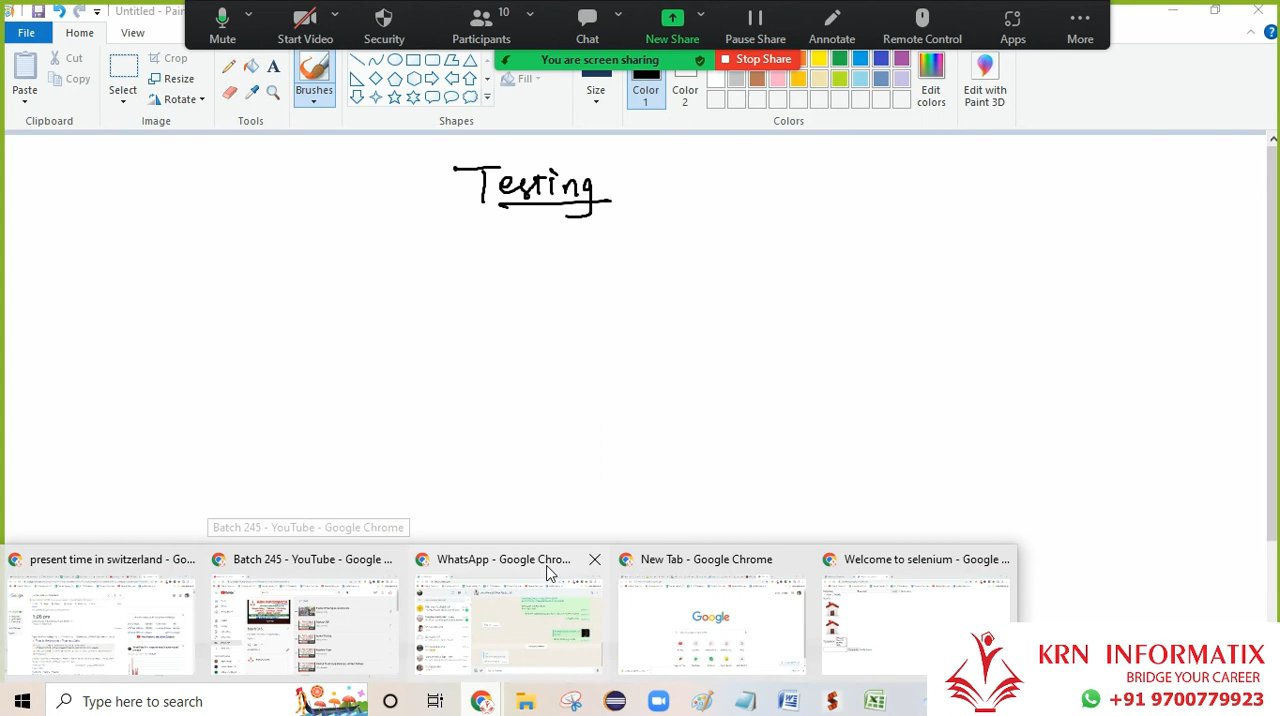 Untitled - Pai
Mute
Start Video
Security
10
Participants
Chat
New Share
Pause Share
Annotate
Remote Control
Apps
More
File
Home
View
You are screen sharing
Stop Share
Paste
Cut
Copy
Clipboard
Select
Crop
Resize
Rotate
Image
A
Tools
Brushes
Fill
Shapes
Size
Color
1
Color
2
Edit
colors
Colors
Edit with
Paint 3D
?
Testing
Batch 245 - YouTube - Google Chrome
present time in switzerland - Go...
Batch 245 - YouTube - Google ...
WhatsApp - Google Chro...
New Tab - Google Chrome
Welcome to selenium - Google ...
Google
KRN INFORMATIX
BRIDGE YOUR CAREER
+91 9700779923
Type here to search